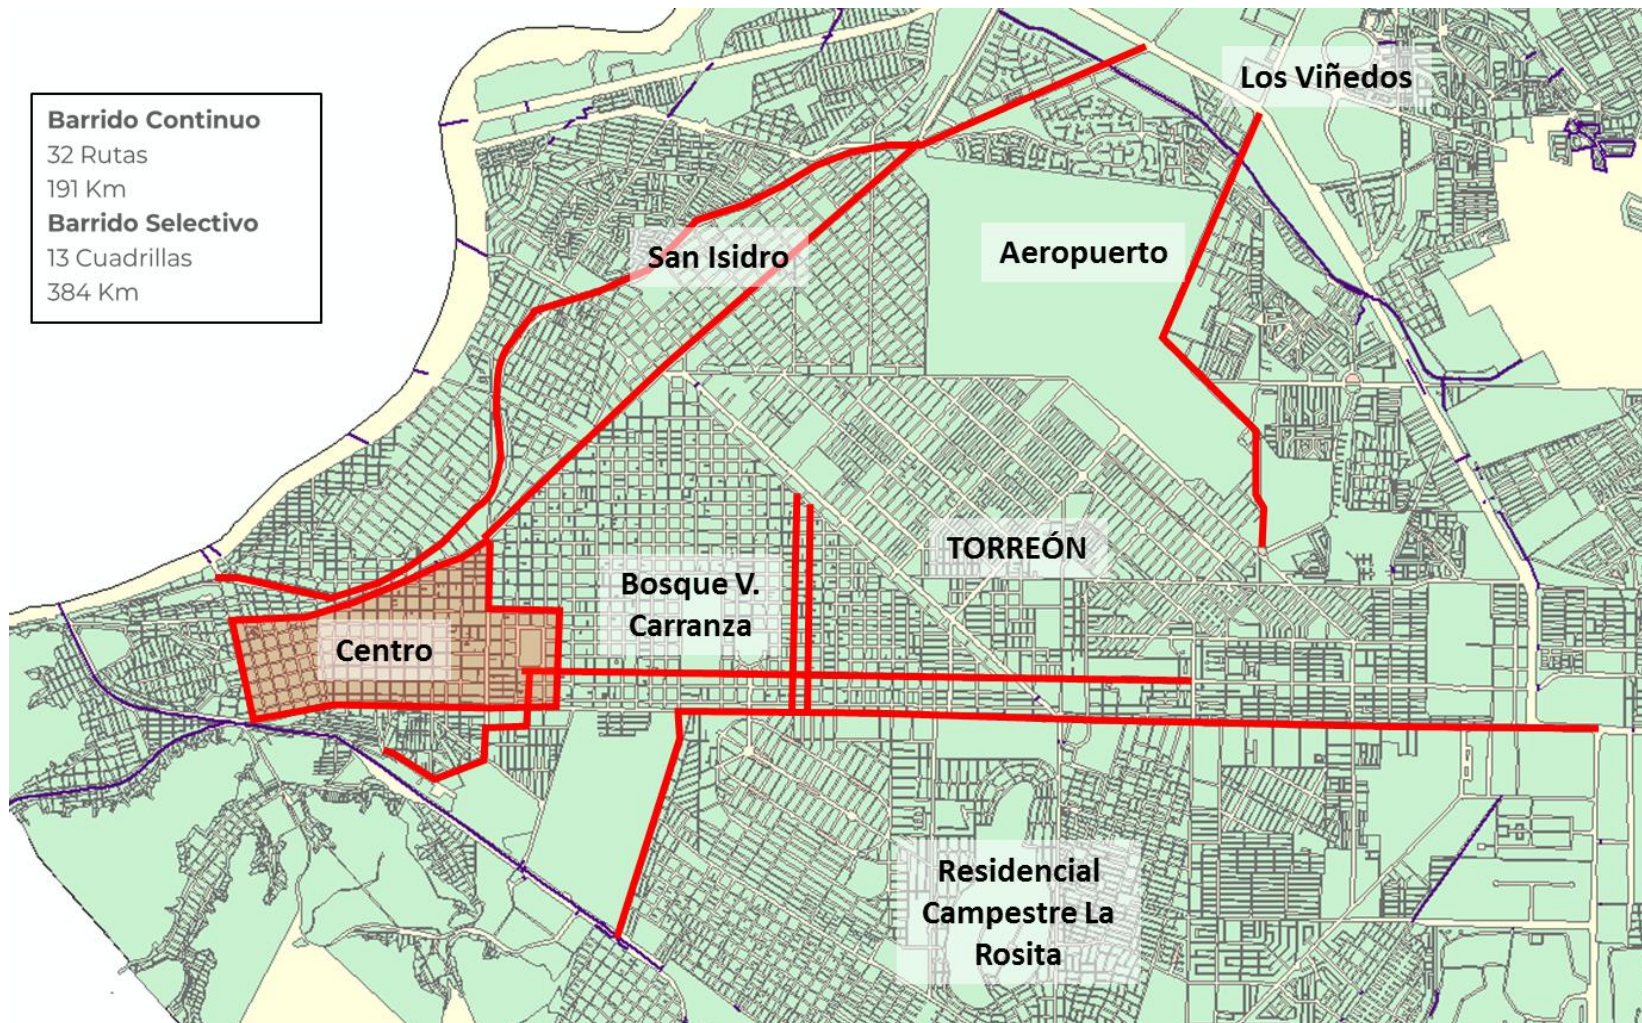 Barrido Continuo
32 Rutas
191 Km
Barrido Selectivo
13 Cuadrillas
384 Km
Los Viñedos
San Isidro
Aeropuerto
TORREÓN
Bosque V.
Carranza
Centro
Residencial
Campestre La
Rosita